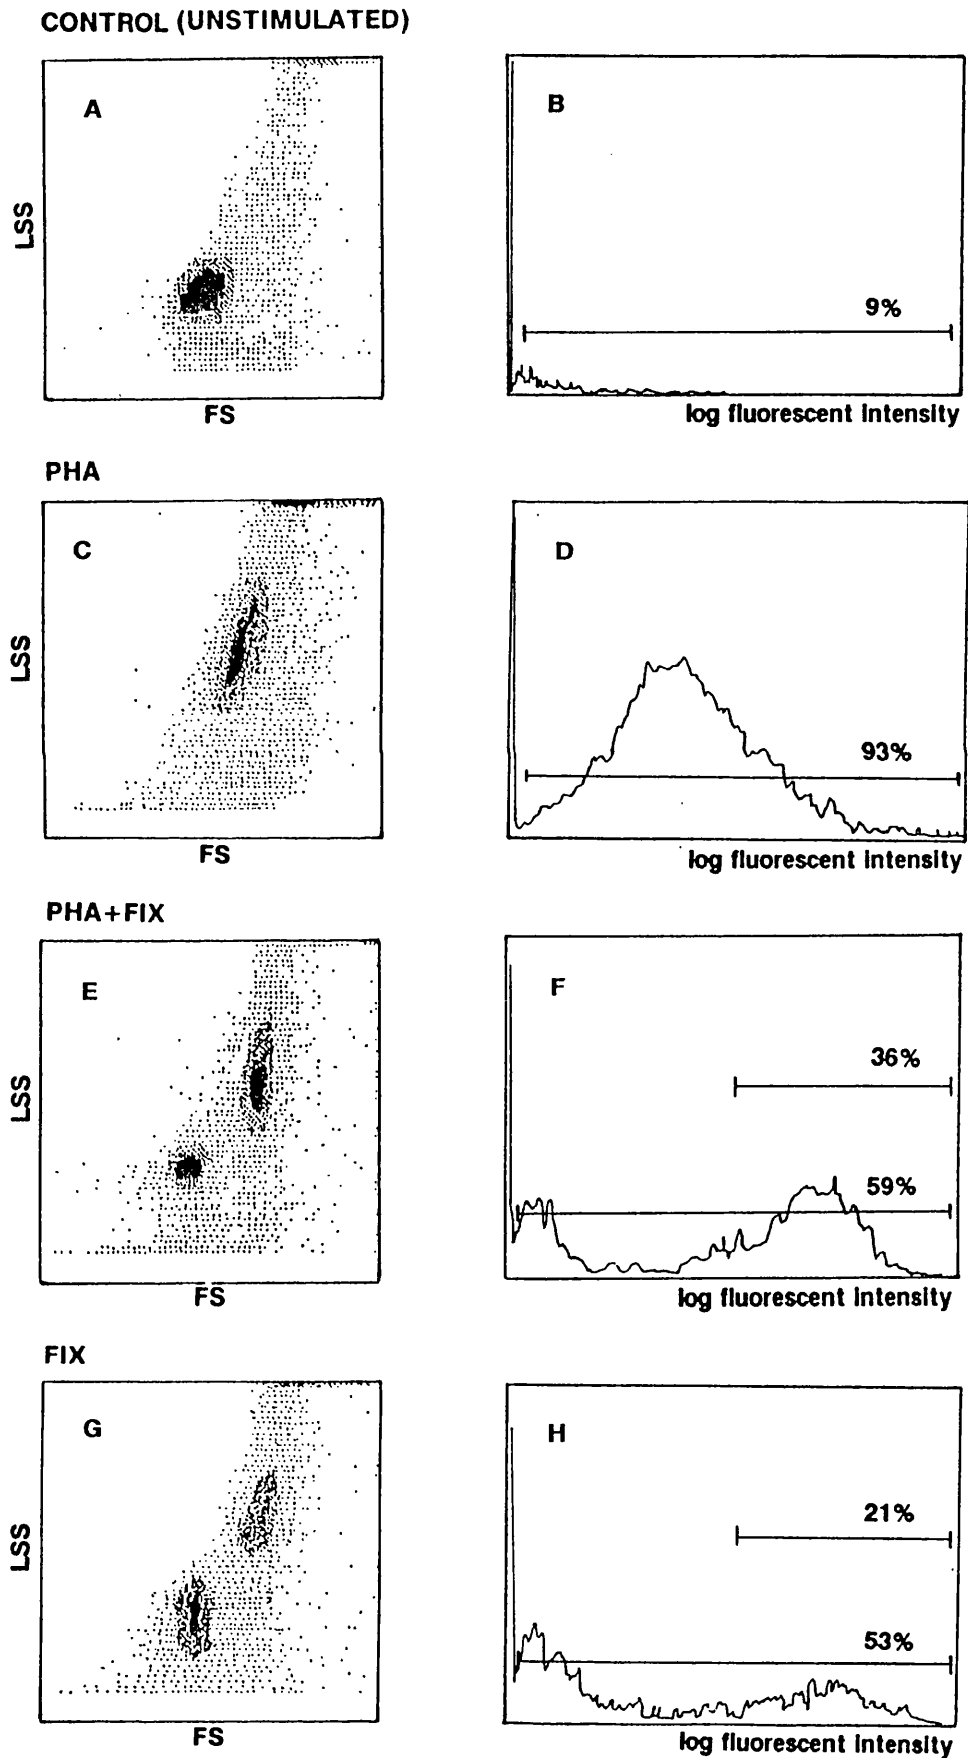 CONTROL (UNSTIMULATED)
A
LSS
FS
B
9%
log fluorescent intensity
PHA
C
LSS
FS
D
93%
log fluorescent intensity
PHA+FIX
E
LSS
FS
F
36%
59%
log fluorescent intensity
FIX
G
LSS
FS
H
21%
53%
log fluorescent intensity